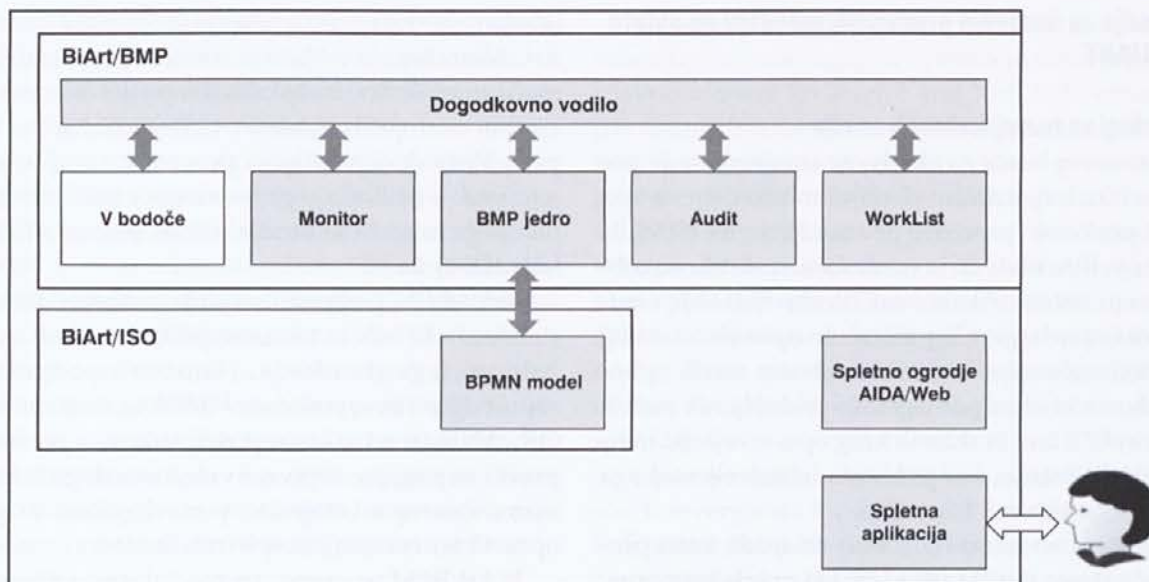 BiArt/BMP
Dogodkovno vodilo
V bodoče
Monitor
BMP jedro
Audit
WorkList
BiArt/ISO
BPMN model
Spletno ogrodje
AIDA/Web
Spletna
aplikacija